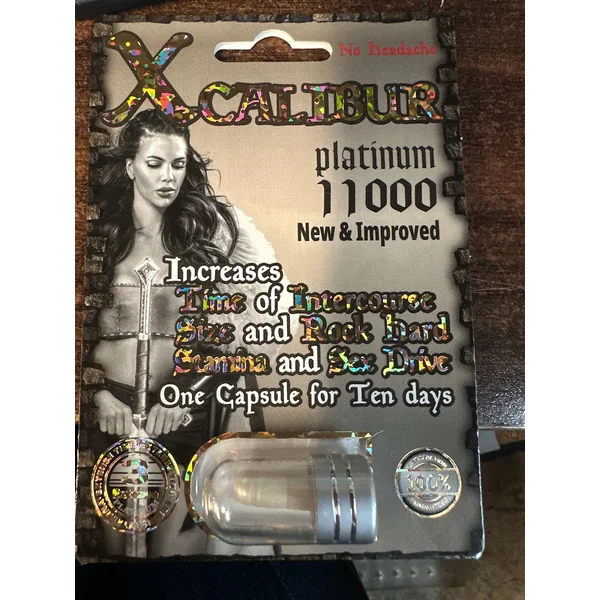 No Headache
XCALIBUR
platinum
11000
New & Improved
Increases
Time of Intercourse
Size and Rock Hard
Stamina and Sex Drive
One Capsule for Ten days
100%